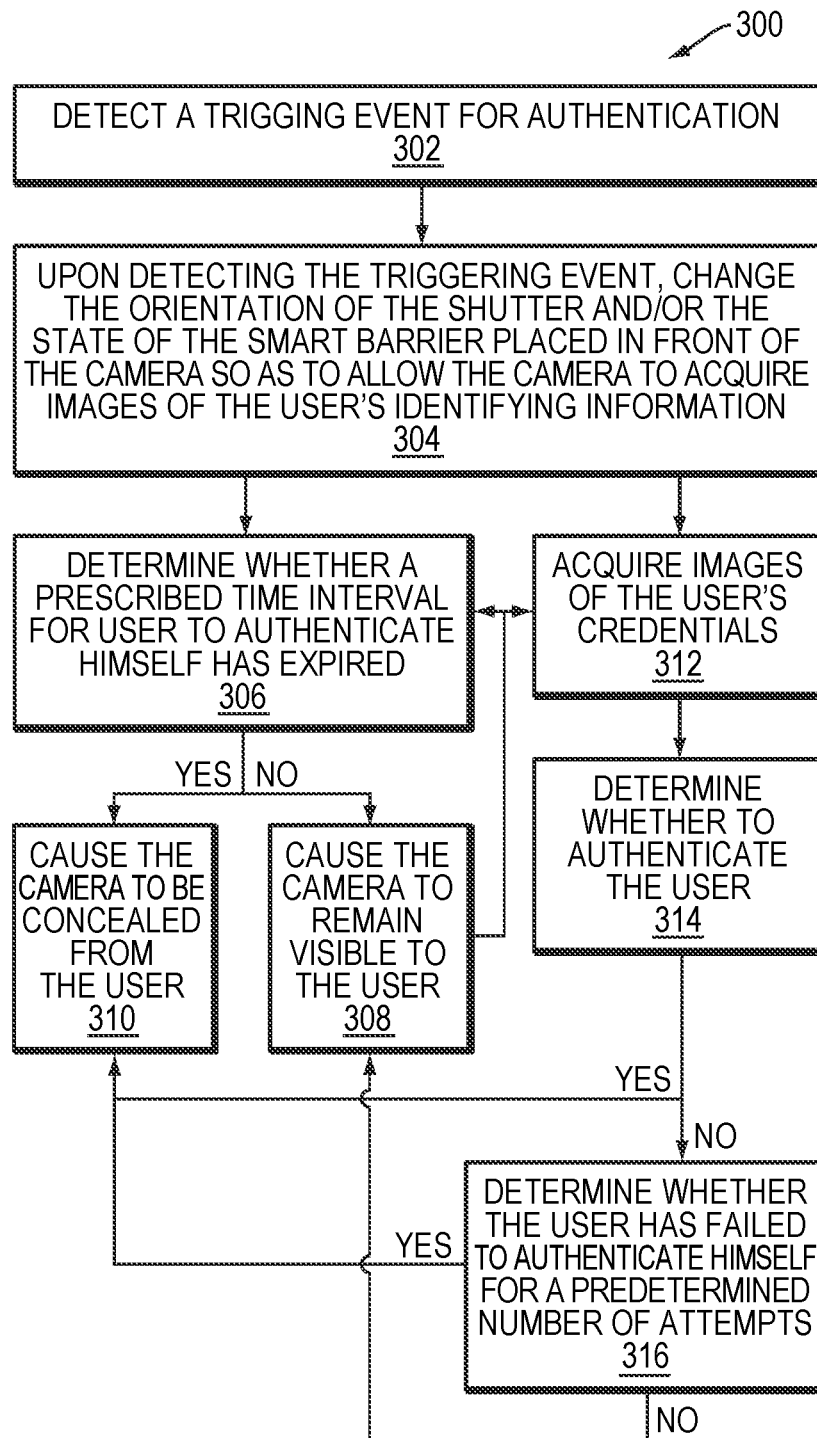 300
DETECT A TRIGGING EVENT FOR AUTHENTICATION
302
UPON DETECTING THE TRIGGERING EVENT, CHANGE
THE ORIENTATION OF THE SHUTTER AND/OR THE
STATE OF THE SMART BARRIER PLACED IN FRONT OF
THE CAMERA SO AS TO ALLOW THE CAMERA TO ACQUIRE
IMAGES OF THE USER'S IDENTIFYING INFORMATION
304
DETERMINE WHETHER A
PRESCRIBED TIME INTERVAL
FOR USER TO AUTHENTICATE
HIMSELF HAS EXPIRED
306
ACQUIRE IMAGES
OF THE USER'S
CREDENTIALS
312
YES
NO
CAUSE THE
CAMERA TO BE
CONCEALED
FROM
THE USER
310
CAUSE THE
CAMERA TO
REMAIN
VISIBLE TO
THE USER
308
DETERMINE
WHETHER TO
AUTHENTICATE
THE USER
314
YES
NO
DETERMINE WHETHER
THE USER HAS FAILED
TO AUTHENTICATE HIMSELF
FOR A PREDETERMINED
NUMBER OF ATTEMPTS
316
YES
NO